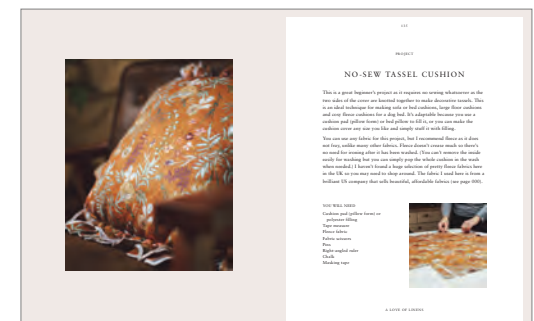 PROJECT
NO-SEW TASSEL CUSHION
This is a great beginner's project as it requires no sewing whatsoever as the
two sides of the cover are knotted together to make decorative tassels. This
is an ideal technique for making sofa or bed cushions, large floor cushions
and cosy fleece cushions for a dog bed. It's adaptable because you use a
cushion pad (pillow form) or bed pillow to fill it, or you can make the
cushion cover any size you like and simply stuff it with filling.
You can use any fabric for this project, but I recommend fleece as it does
not fray, unlike many other fabrics. Fleece doesn't crease much so there's
no need for ironing after it has been washed. (You can't remove the inside
easily for washing but you can simply pop the whole cushion in the wash
when needed.) I haven't found a huge selection of pretty fleece fabrics here
in the UK so you may need to shop around. The fabric I used here is from a
brilliant US company that sells beautiful, affordable fabrics (see page 000).
YOU WILL NEED
Cushion pad (pillow form) or
polyester filling
Tape measure
Fleece fabric
Fabric scissors
Pins
Right-angled ruler
Chalk
Masking tape
A LOVE OF LINENS